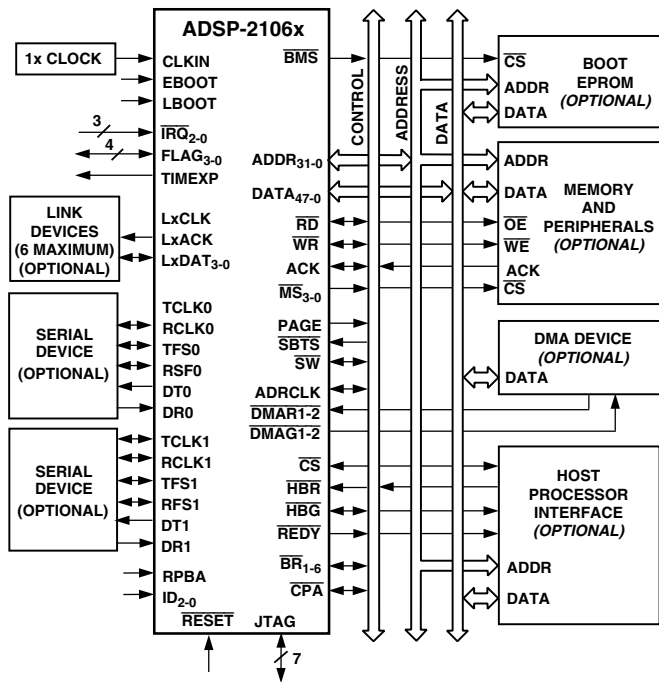 ADSP-2106x
1x CLOCK
CLKIN
EBOOT
LBOOT
3
IRQ2-0
4
FLAG3-0
TIMEXP
LINK
DEVICES
(6 MAXIMUM)
(OPTIONAL)
LxCLK
LxACK
LxDAT3-0
SERIAL
DEVICE
(OPTIONAL)
TCLK0
RCLK0
TFS0
RSF0
DT0
DR0
SERIAL
DEVICE
(OPTIONAL)
TCLK1
RCLK1
TFS1
RFS1
DT1
DR1
RPBA
ID2-0
RESET
JTAG
7
BMS
ADDR31-0
DATA47-0
RD
WR
ACK
MS3-0
PAGE
SBTS
SW
ADRCLK
DMAR1-2
DMAG1-2
CS
HBR
HBG
REDY
BR1-6
CPA
CONTROL
ADDRESS
DATA
CS
ADDR
DATA
BOOT
EPROM
(OPTIONAL)
ADDR
DATA
OE
WE
ACK
CS
MEMORY
AND
PERIPHERALS
(OPTIONAL)
DMA DEVICE
(OPTIONAL)
DATA
HOST
PROCESSOR
INTERFACE
(OPTIONAL)
ADDR
DATA